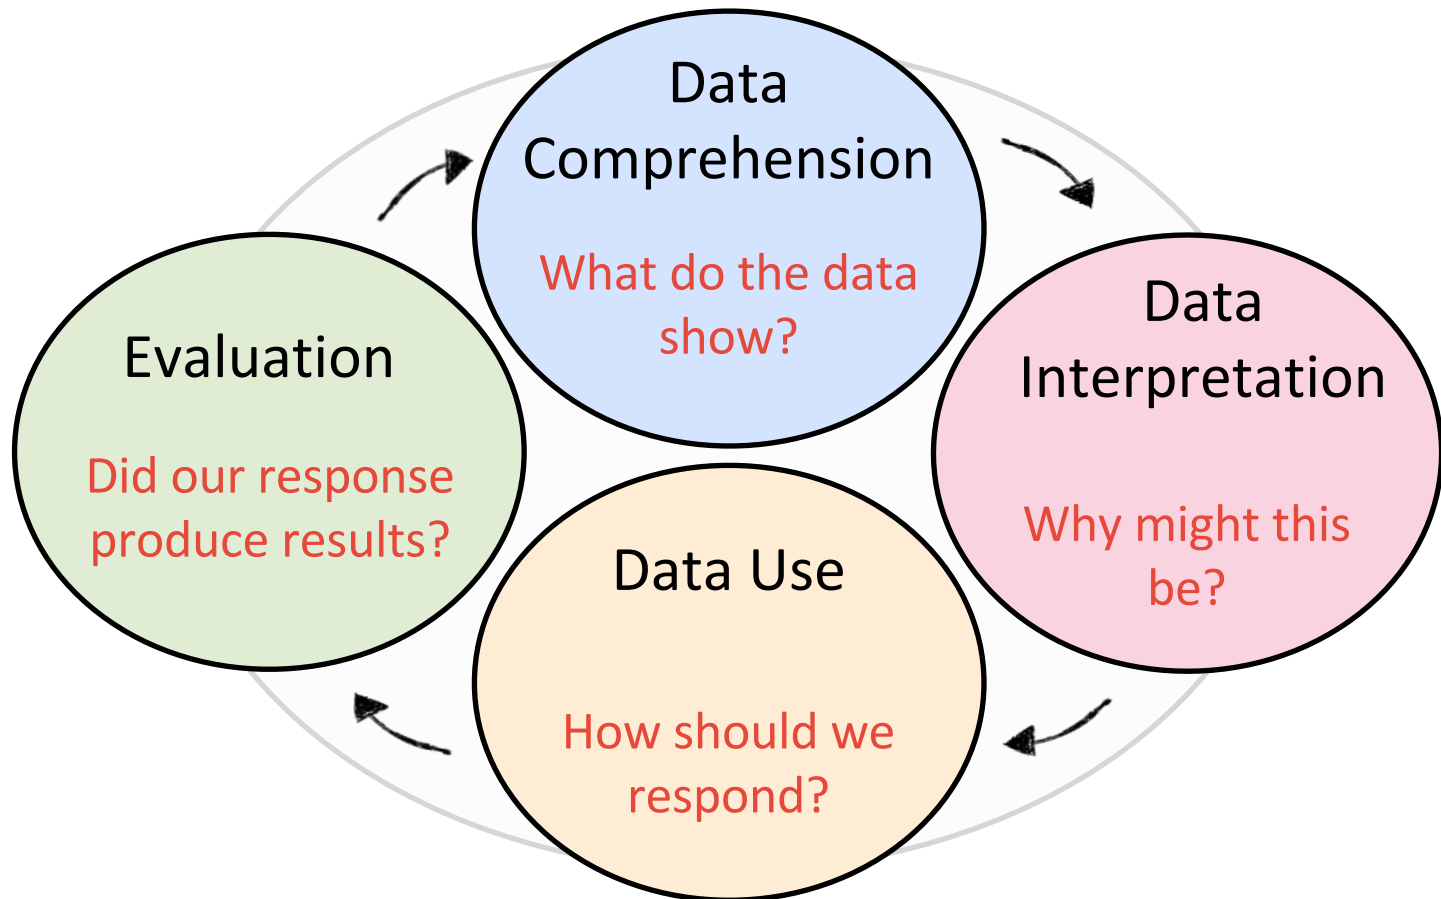 Data
Comprehension
What do the data
show?
Data
Interpretation
Why might this
be?
Data Use
How should we
respond?
Evaluation
Did our response
produce results?